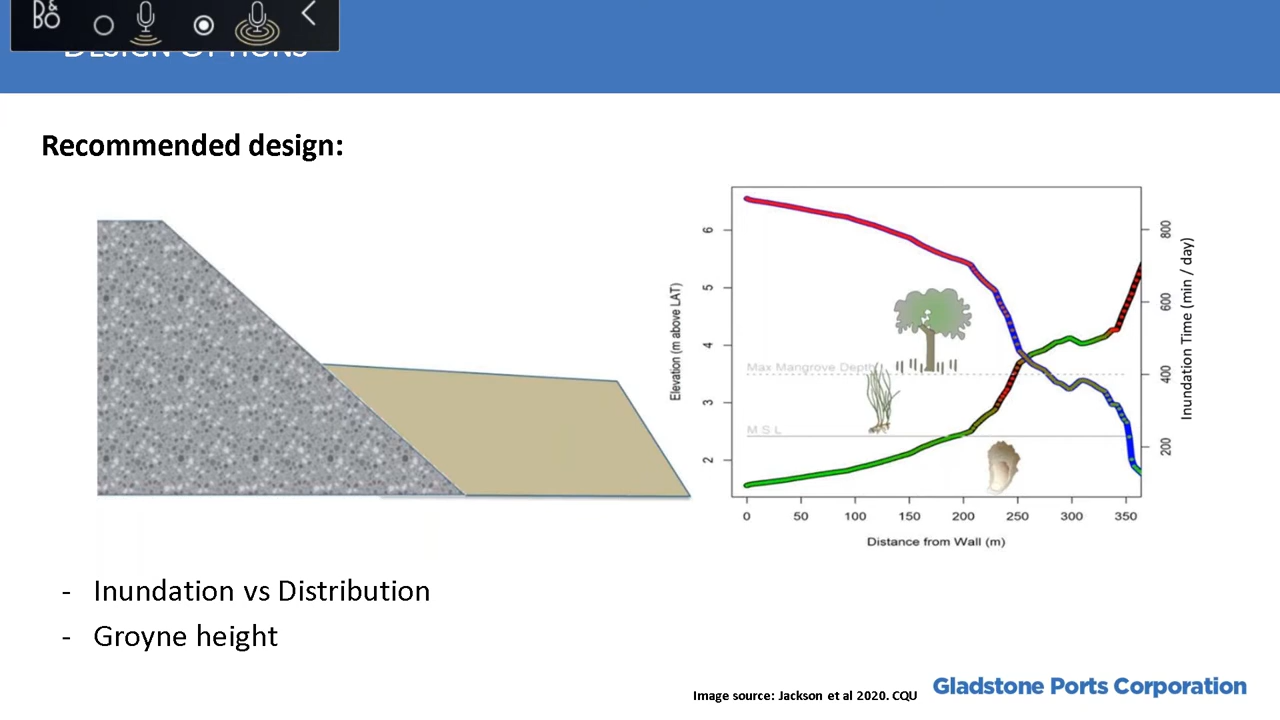 B&O
DESIGN OPTIONS
Recommended design:
Elevation (m above LAT)
6
5
4
3
2
Max Mangrove Depth
M S L
800
600
400
200
Inundation Time (min / day)
0 50 100 150 200 250 300 350
Distance from Wall (m)
- Inundation vs Distribution
- Groyne height
Image source: Jackson et al 2020. CQU
Gladstone Ports Corporation